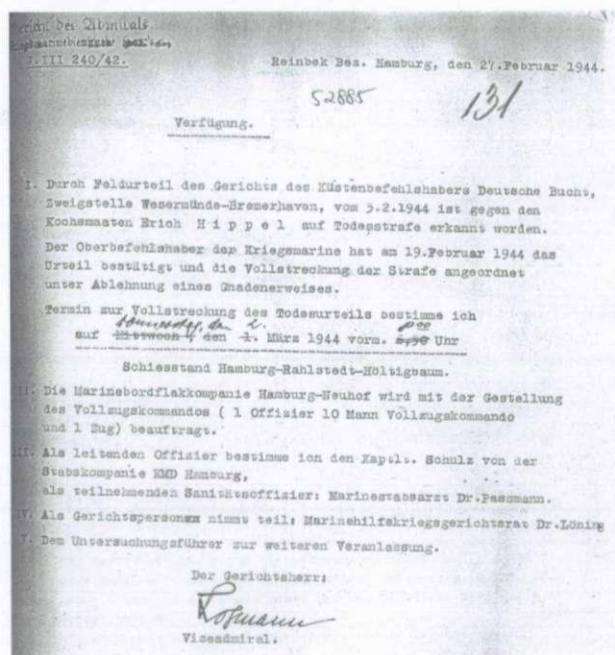 Gericht des Admirals
J.III 240/42.
Reinbek Bez. Hamburg, den 27.Februar 1944.
52885
131
Verfügung.
I. Durch Feldurteil des Gerichts des Küstenbefehlshabers Deutsche Bucht,
Zweigstelle Wesermünde-Bremerhaven, vom 3.2.1944 ist gegen den
Kochsmaaten Erich H i p p e l auf Todesstrafe erkannt worden.
Der Oberbefehlshaber der Kriegsmarine hat am 19.Februar 1944 das
Urteil bestätigt und die Vollstreckung der Strafe angeordnet
unter Ablehnung eines Gnadenerweises.
Termin zur Vollstreckung des Todesurteils bestimme ich
Donnerstag, den 2.
auf Mittwoch, den 1. März 1944 vorm. Uhr
Schiesstand Hamburg-Rahlstedt-Höltigbaum.
II. Die Marinebordflakkompanie Hamburg-Neuhof wird mit der Gestellung
des Vollzugskommandos ( 1 Offizier 10 Mann Vollzugskommando
und 1 Zug) beauftragt.
III. Als leitenden Offizier bestimme ich den Kaptlt. Schulz von der
Stabskompanie KMD Hamburg,
als teilnehmenden Sanitätsoffizier: Marinestabsarzt Dr.Passmann.
IV. Als Gerichtsperson nimmt teil: Marinehilfskriegsgerichtsrat Dr.Löning
V. Dem Untersuchungsführer zur weiteren Veranlassung.
Der Gerichtsherr:
Vizeadmiral.